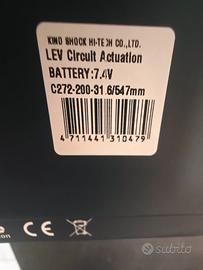 KIND SHOCK HI-TECH CO.,LTD.
LEV Circuit Actuation
BATTERY:7.4V
C272-200-31.6/547mm
4 711441 310479
CE
subito